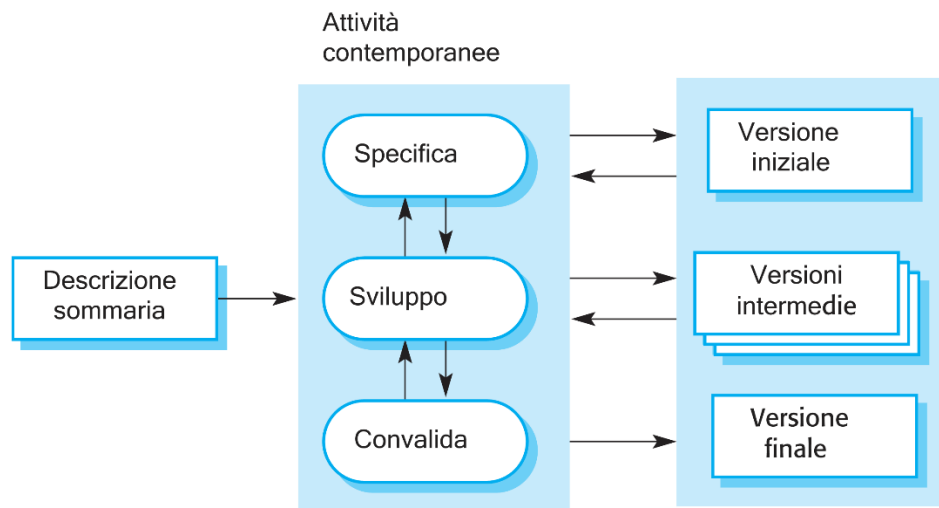 Attività
contemporanee
Specifica
Versione
iniziale
Descrizione
sommaria
Sviluppo
Versioni
intermedie
Convalida
Versione
finale